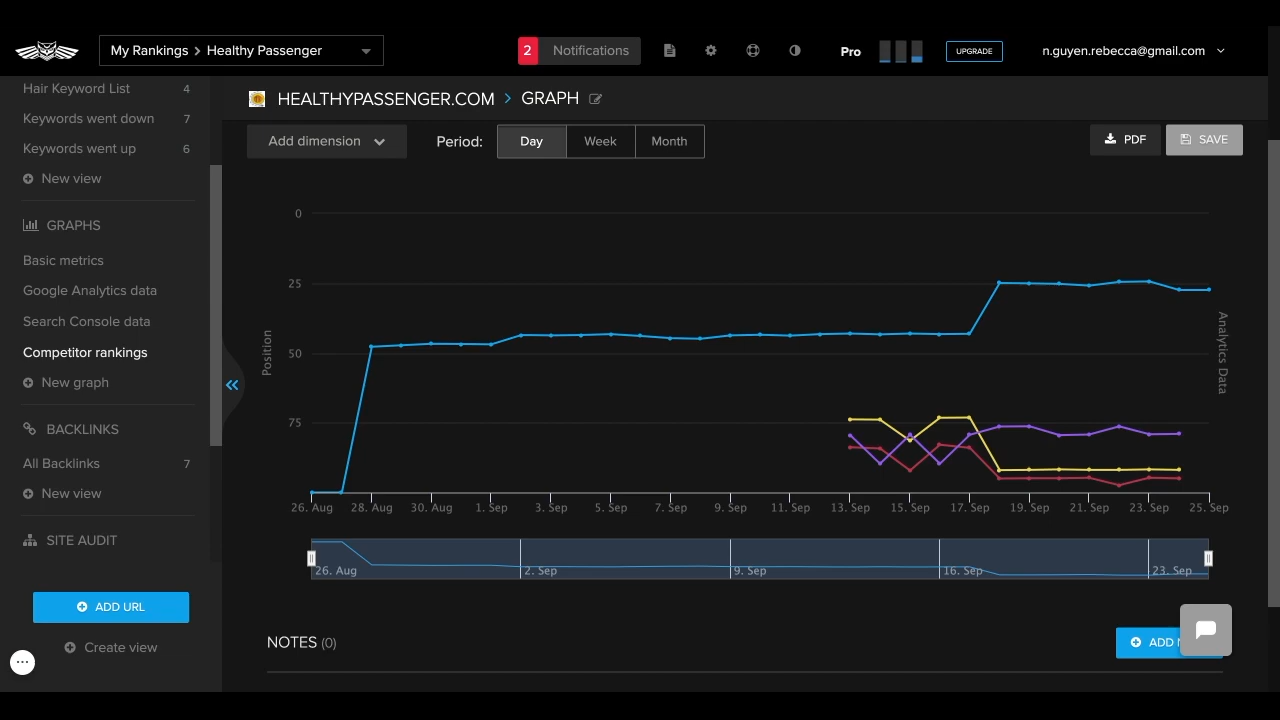 My Rankings > Healthy Passenger
2 Notifications
Pro
UPGRADE
n.guyen.rebecca@gmail.com
Hair Keyword List 4
Keywords went down 7
Keywords went up 6
New view
GRAPHS
Basic metrics
Google Analytics data
Search Console data
Competitor rankings
New graph
BACKLINKS
All Backlinks 7
New view
SITE AUDIT
ADD URL
Create view
HEALTHYPASSENGER.COM > GRAPH
Add dimension
Period: Day Week Month
PDF
SAVE
0
25
50
75
Position
Analytics Data
26. Aug 28. Aug 30. Aug 1. Sep 3. Sep 5. Sep 7. Sep 9. Sep 11. Sep 13. Sep 15. Sep 17. Sep 19. Sep 21. Sep 23. Sep 25. Sep
26. Aug 2. Sep 9. Sep 16. Sep 23. Sep
NOTES (0)
ADD